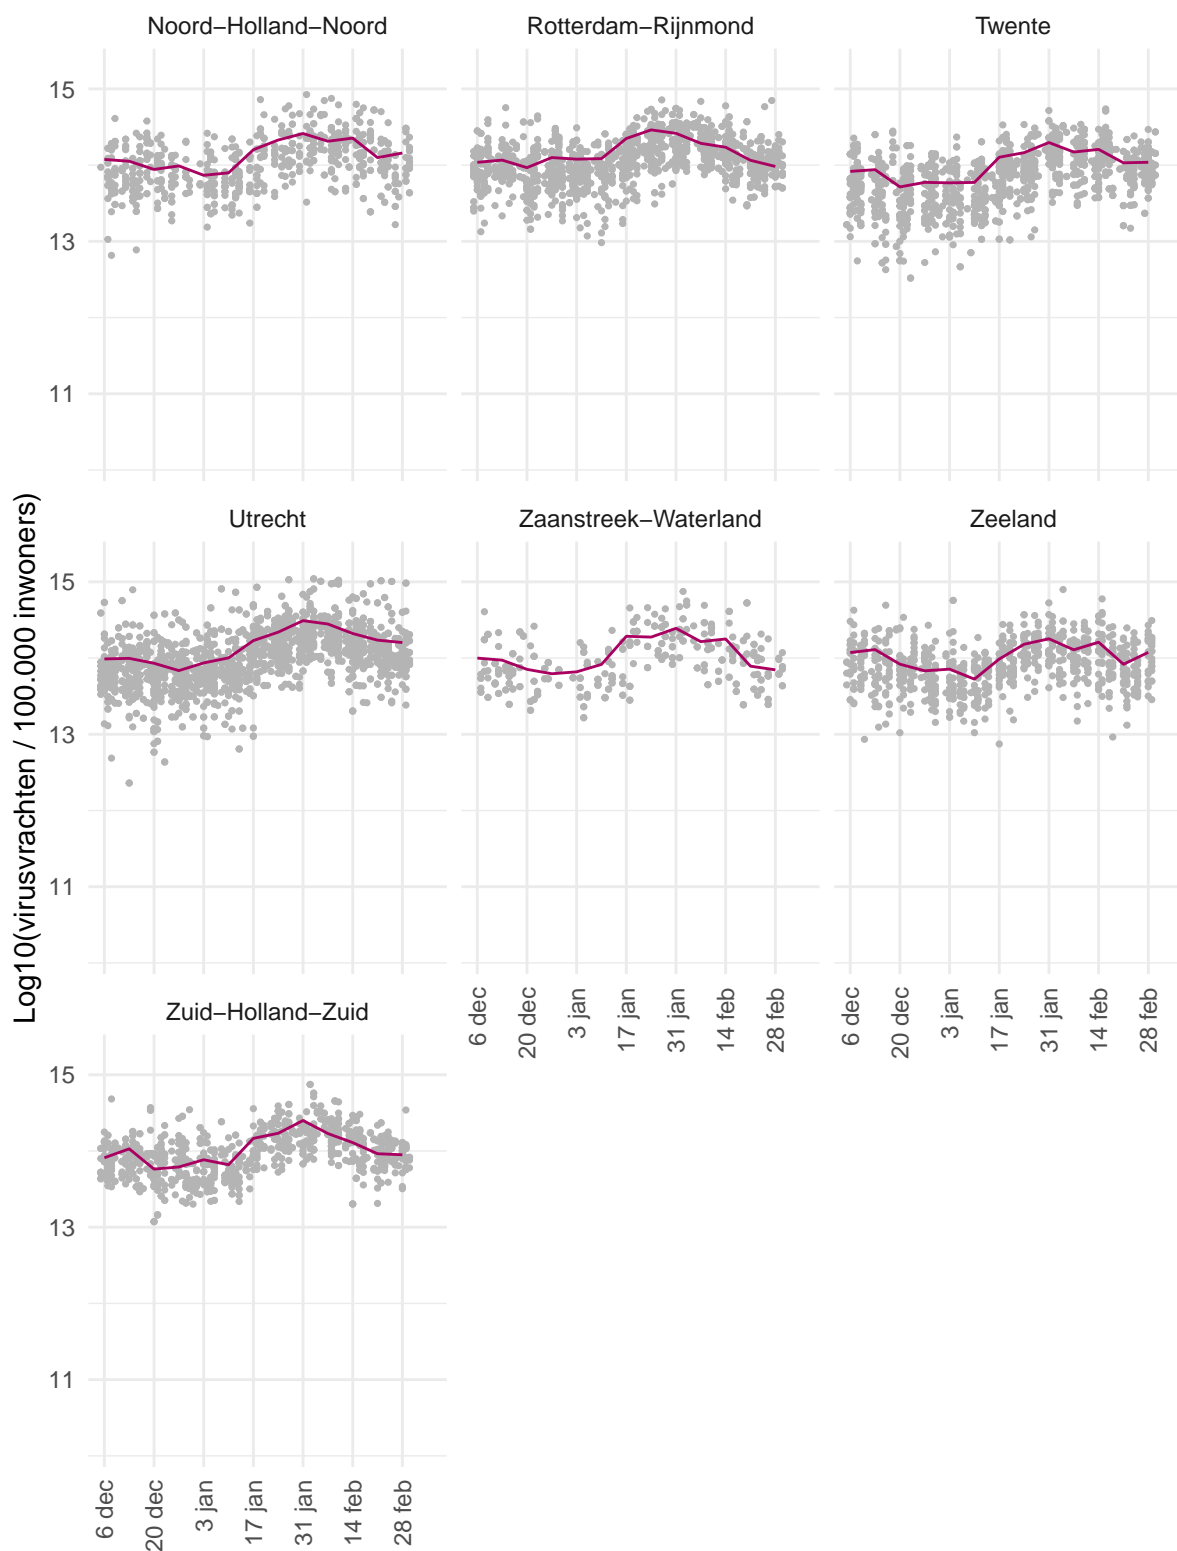 Noord−Holland−Noord
Rotterdam−Rijnmond
Twente
15
13
11
Utrecht
Zaanstreek−Waterland
Zeeland
15
13
11
Log10(virusvrachten / 100.000 inwoners)
6 dec
20 dec
3 jan
17 jan
31 jan
14 feb
28 feb
6 dec
20 dec
3 jan
17 jan
31 jan
14 feb
28 feb
Zuid−Holland−Zuid
15
13
11
6 dec
20 dec
3 jan
17 jan
31 jan
14 feb
28 feb